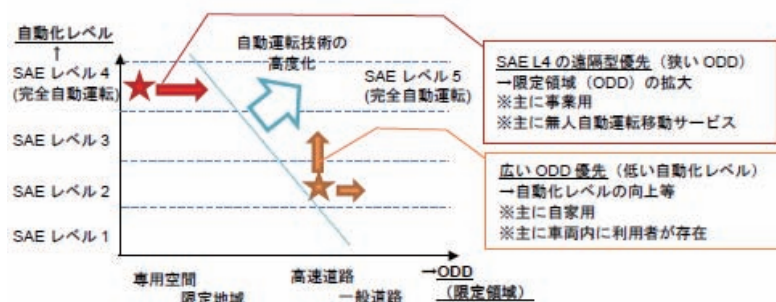 自動化レベル
↑
SAE レベル 4
(完全自動運転)
SAE レベル 3
SAE レベル 2
SAE レベル 1
自動運転技術の
高度化
SAE レベル 5
(完全自動運転)
専用空間
限定地域
高速道路
一般道路
→ODD
(限定領域)
SAE L4 の遠隔型優先（狭い ODD）
→限定領域（ODD）の拡大
※主に事業用
※主に無人自動運転移動サービス
広い ODD 優先（低い自動化レベル）
→自動化レベルの向上等
※主に自家用
※主に車両内に利用者が存在